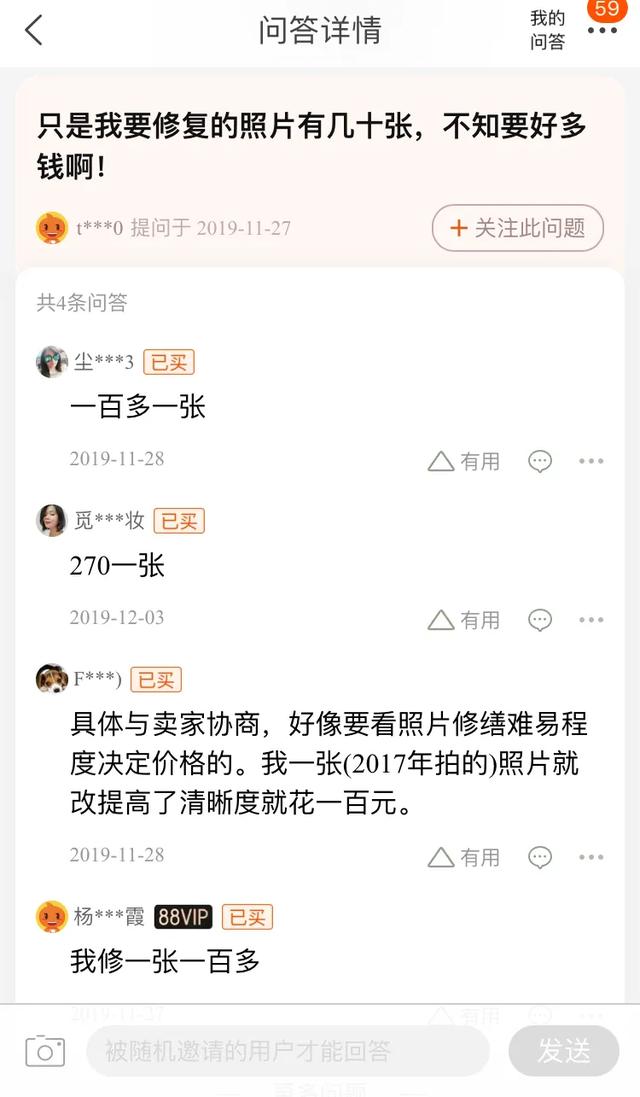 问答详情
我的
问答
59
只是我要修复的照片有几十张，不知要好多
钱啊！
t***0 提问于 2019-11-27
+ 关注此问题
共4条问答
尘***3 已买
一百多一张
2019-11-28 有用
觅***妆 已买
270一张
2019-12-03 有用
F***) 已买
具体与卖家协商，好像要看照片修缮难易程
度决定价格的。我一张(2017年拍的)照片就
改提高了清晰度就花一百元。
2019-11-28 有用
杨***霞 88VIP 已买
我修一张一百多
2019-11-27 有用
被随机邀请的用户才能回答
发送
更多问题